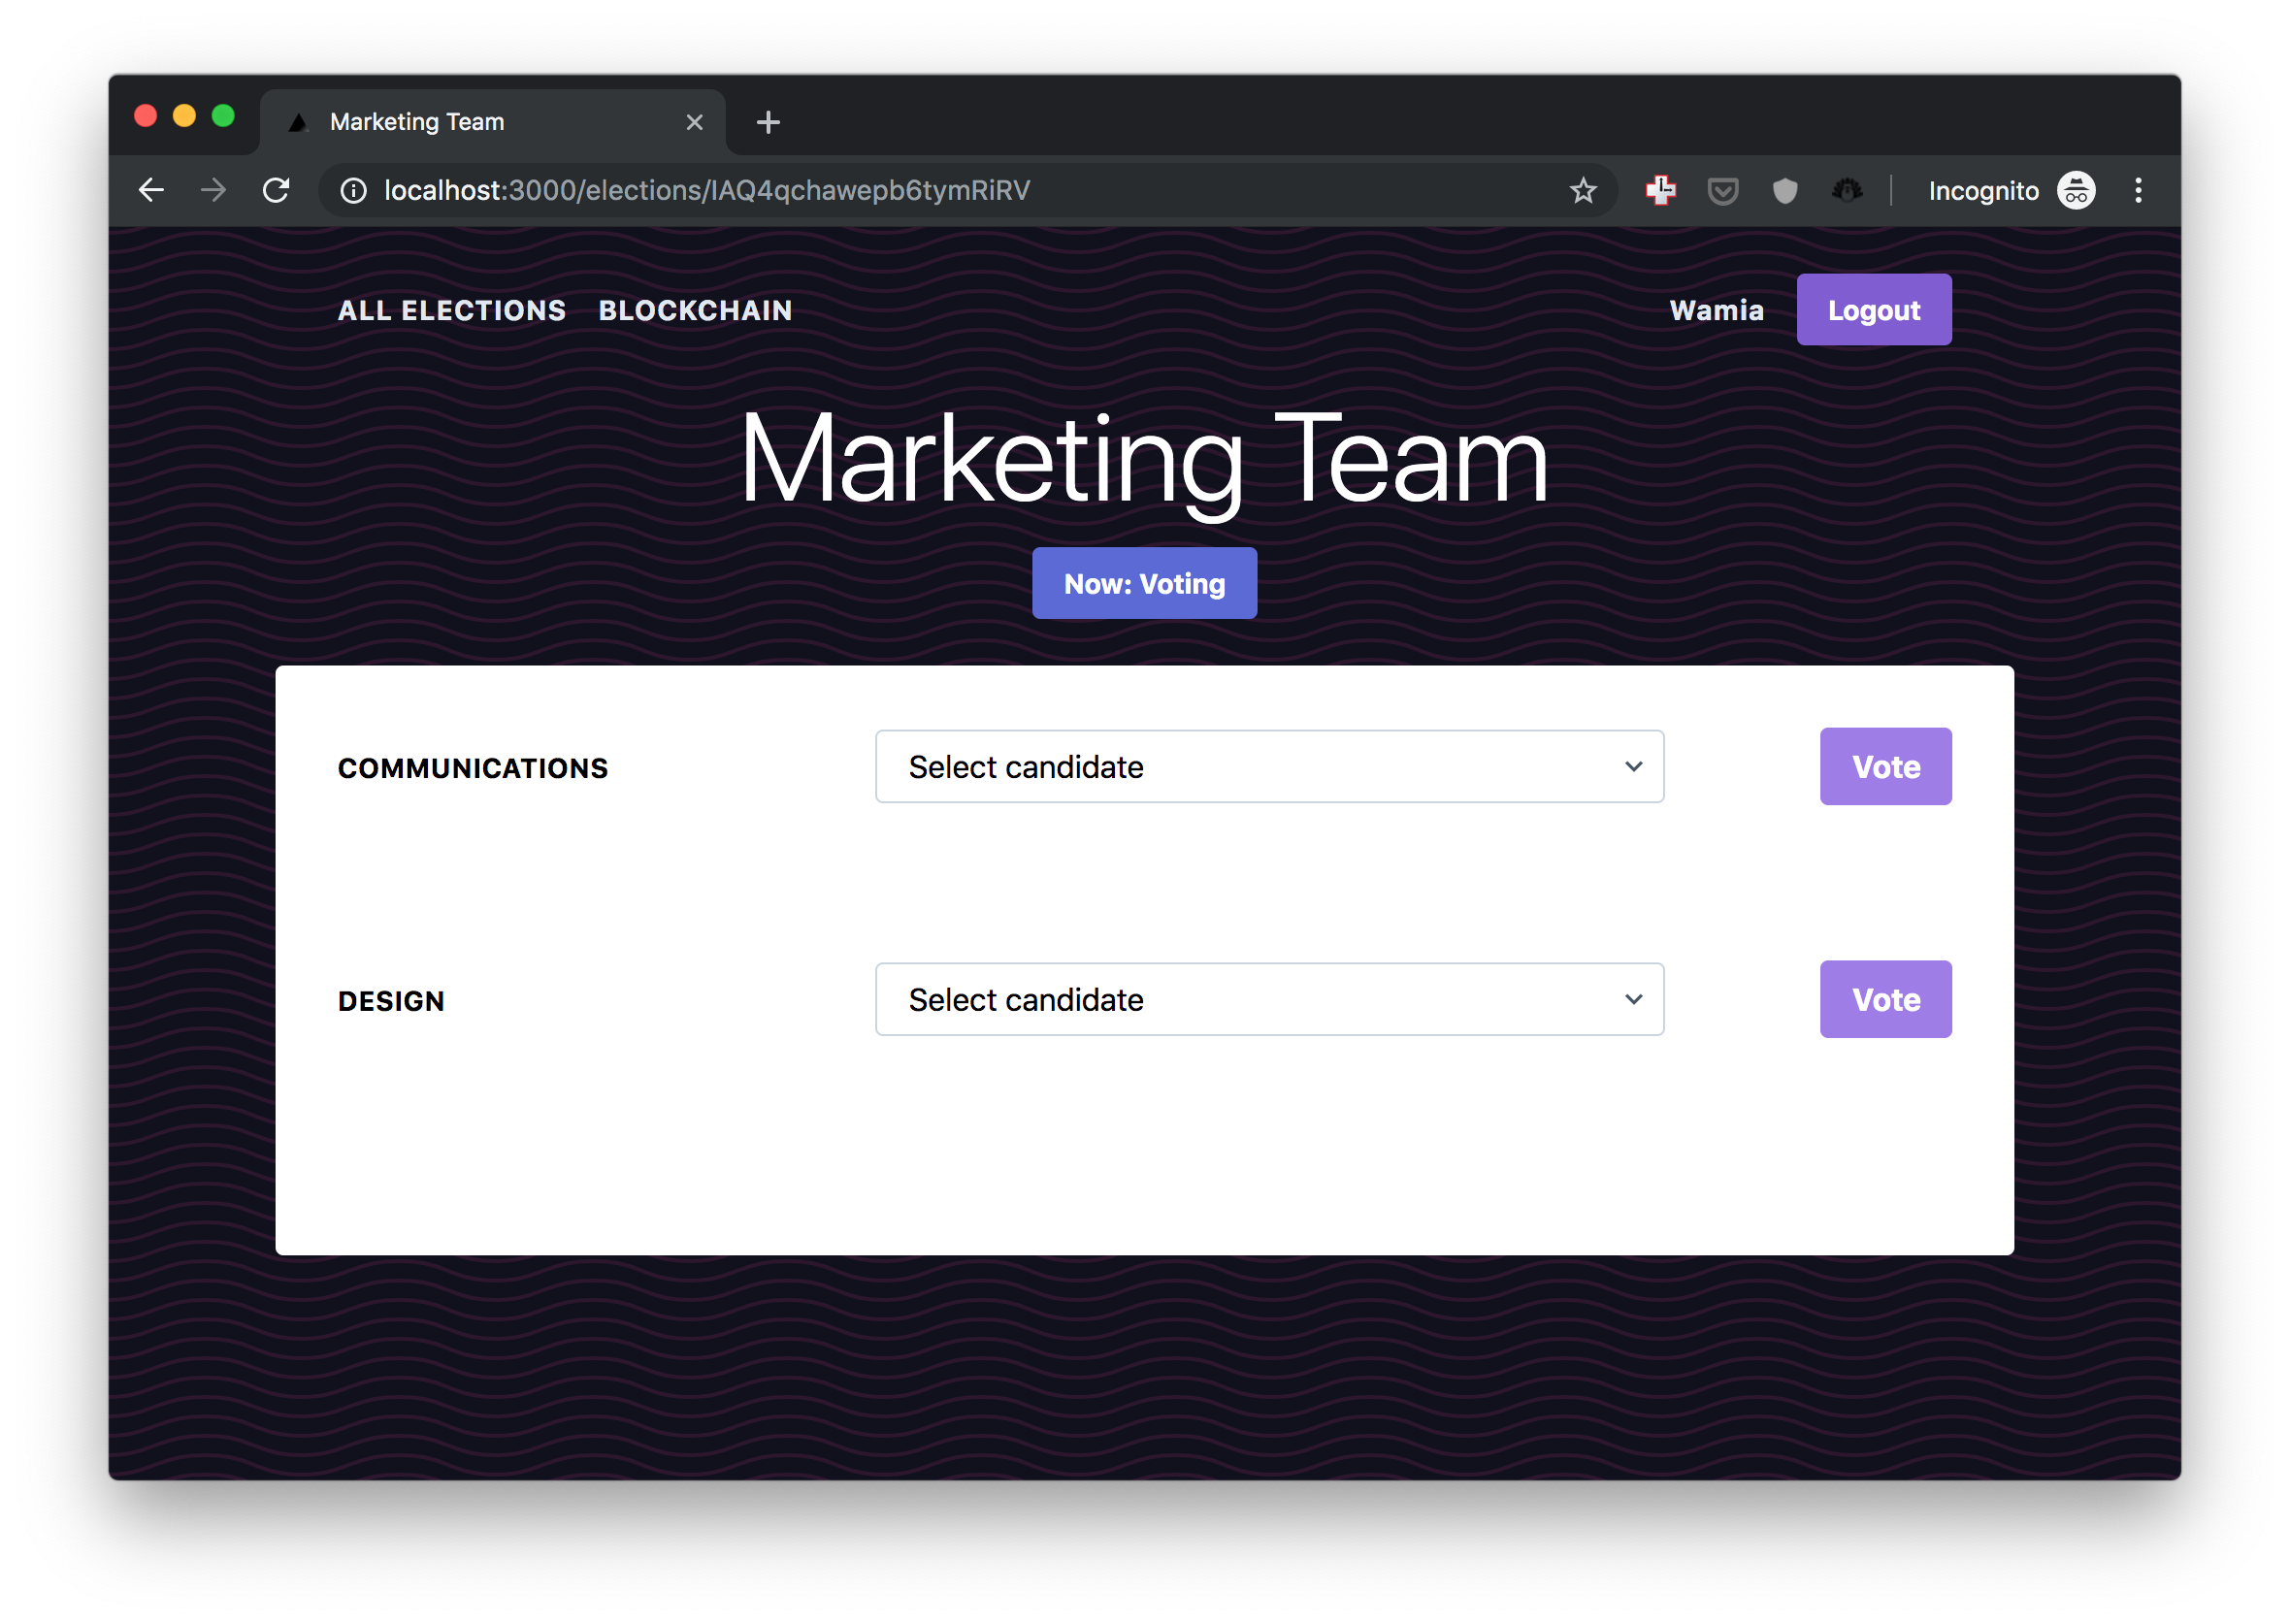 Marketing Team
localhost:3000/elections/IAQ4qchawepb6tymRiRV
Incognito
ALL ELECTIONS BLOCKCHAIN
Wamia Logout
Marketing Team
Now: Voting
COMMUNICATIONS Select candidate Vote
DESIGN Select candidate Vote